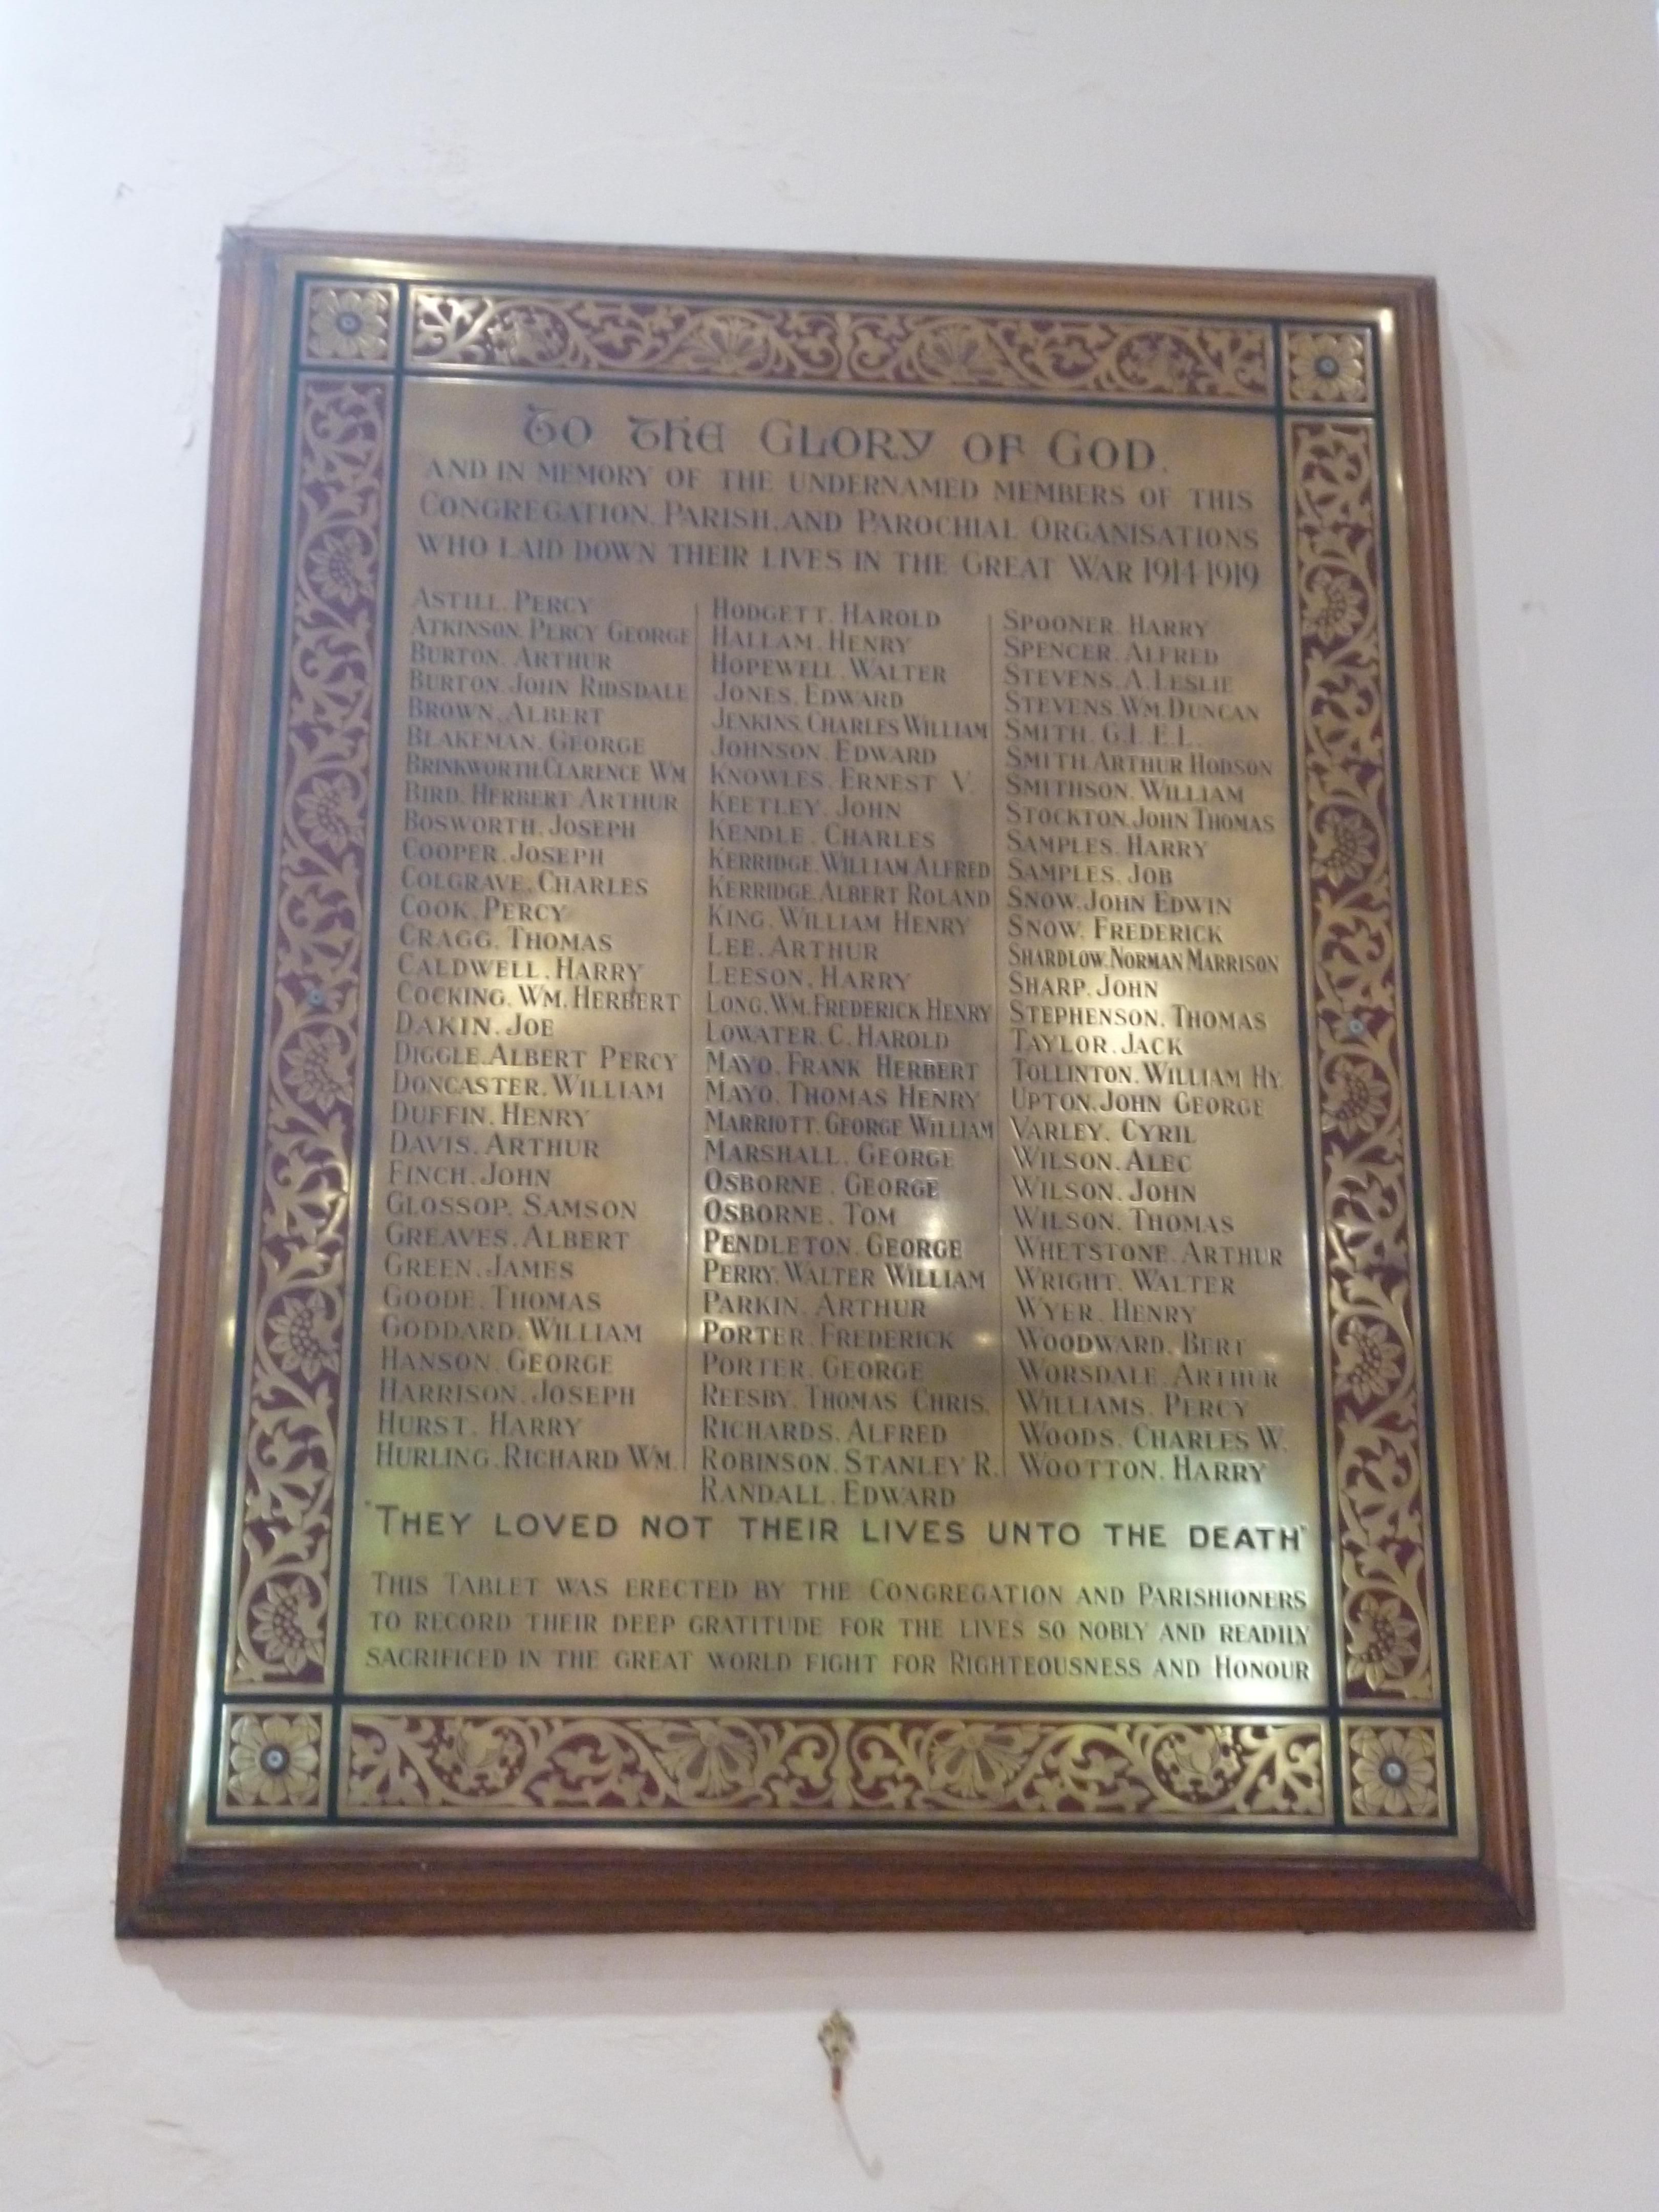 TO THE GLORY OF GOD.
AND IN MEMORY OF THE UNDERNAMED MEMBERS OF THIS
CONGREGATION, PARISH, AND PAROCHIAL ORGANISATIONS
WHO LAID DOWN THEIR LIVES IN THE GREAT WAR 1914-1919
ASTILL, PERCY
ATKINSON, PERCY GEORGE
BURTON, ARTHUR
BURTON, JOHN RIDSDALE
BROWN, ALBERT
BLAKEMAN, GEORGE
BRINKWORTH, CLARENCE WM
BIRD, HERBERT ARTHUR
BOSWORTH, JOSEPH
COOPER, JOSEPH
COLGRAVE, CHARLES
COOK, PERCY
CRAGG, THOMAS
CALDWELL, HARRY
COCKING, WM. HERBERT
DAKIN, JOE
DIGGLE, ALBERT PERCY
DONCASTER, WILLIAM
DUFFIN, HENRY
DAVIS, ARTHUR
FINCH, JOHN
GLOSSOP, SAMSON
GREAVES, ALBERT
GREEN, JAMES
GOODE, THOMAS
GODDARD, WILLIAM
HANSON, GEORGE
HARRISON, JOSEPH
HURST, HARRY
HURLING, RICHARD WM.
HODGETT, HAROLD
HALLAM, HENRY
HOPEWELL, WALTER
JONES, EDWARD
JENKINS, CHARLES WILLIAM
JOHNSON, EDWARD
KNOWLES, ERNEST V.
KEETLEY, JOHN
KENDLE, CHARLES
KERRIDGE, WILLIAM ALFRED
KERRIDGE, ALBERT ROLAND
KING, WILLIAM HENRY
LEE, ARTHUR
LEESON, HARRY
LONG, WM. FREDERICK HENRY
LOWATER, C. HAROLD
MAYO, FRANK HERBERT
MAYO, THOMAS HENRY
MARRIOTT, GEORGE WILLIAM
MARSHALL, GEORGE
OSBORNE, GEORGE
OSBORNE, TOM
PENDLETON, GEORGE
PERRY, WALTER WILLIAM
PARKIN, ARTHUR
PORTER, FREDERICK
PORTER, GEORGE
REESBY, THOMAS CHRIS.
RICHARDS, ALFRED
ROBINSON, STANLEY R.
RANDALL, EDWARD
SPOONER, HARRY
SPENCER, ALFRED
STEVENS, A. LESLIE
STEVENS, WM. DUNCAN
SMITH, G.L.E.L.
SMITH, ARTHUR HODSON
SMITHSON, WILLIAM
STOCKTON, JOHN THOMAS
SAMPLES, HARRY
SAMPLES, JOB
SNOW, JOHN EDWIN
SNOW, FREDERICK
SHARDLOW, NORMAN MARRISON
SHARP, JOHN
STEPHENSON, THOMAS
TAYLOR, JACK
TOLLINTON, WILLIAM HY.
UPTON, JOHN GEORGE
VARLEY, CYRIL
WILSON, ALEC
WILSON, JOHN
WILSON, THOMAS
WHETSTONE, ARTHUR
WRIGHT, WALTER
WYER, HENRY
WOODWARD, BERT
WORSDALE, ARTHUR
WILLIAMS, PERCY
WOODS, CHARLES W.
WOOTTON, HARRY
"THEY LOVED NOT THEIR LIVES UNTO THE DEATH"
THIS TABLET WAS ERECTED BY THE CONGREGATION AND PARISHIONERS
TO RECORD THEIR DEEP GRATITUDE FOR THE LIVES SO NOBLY AND READILY
SACRIFICED IN THE GREAT WORLD FIGHT FOR RIGHTEOUSNESS AND HONOUR